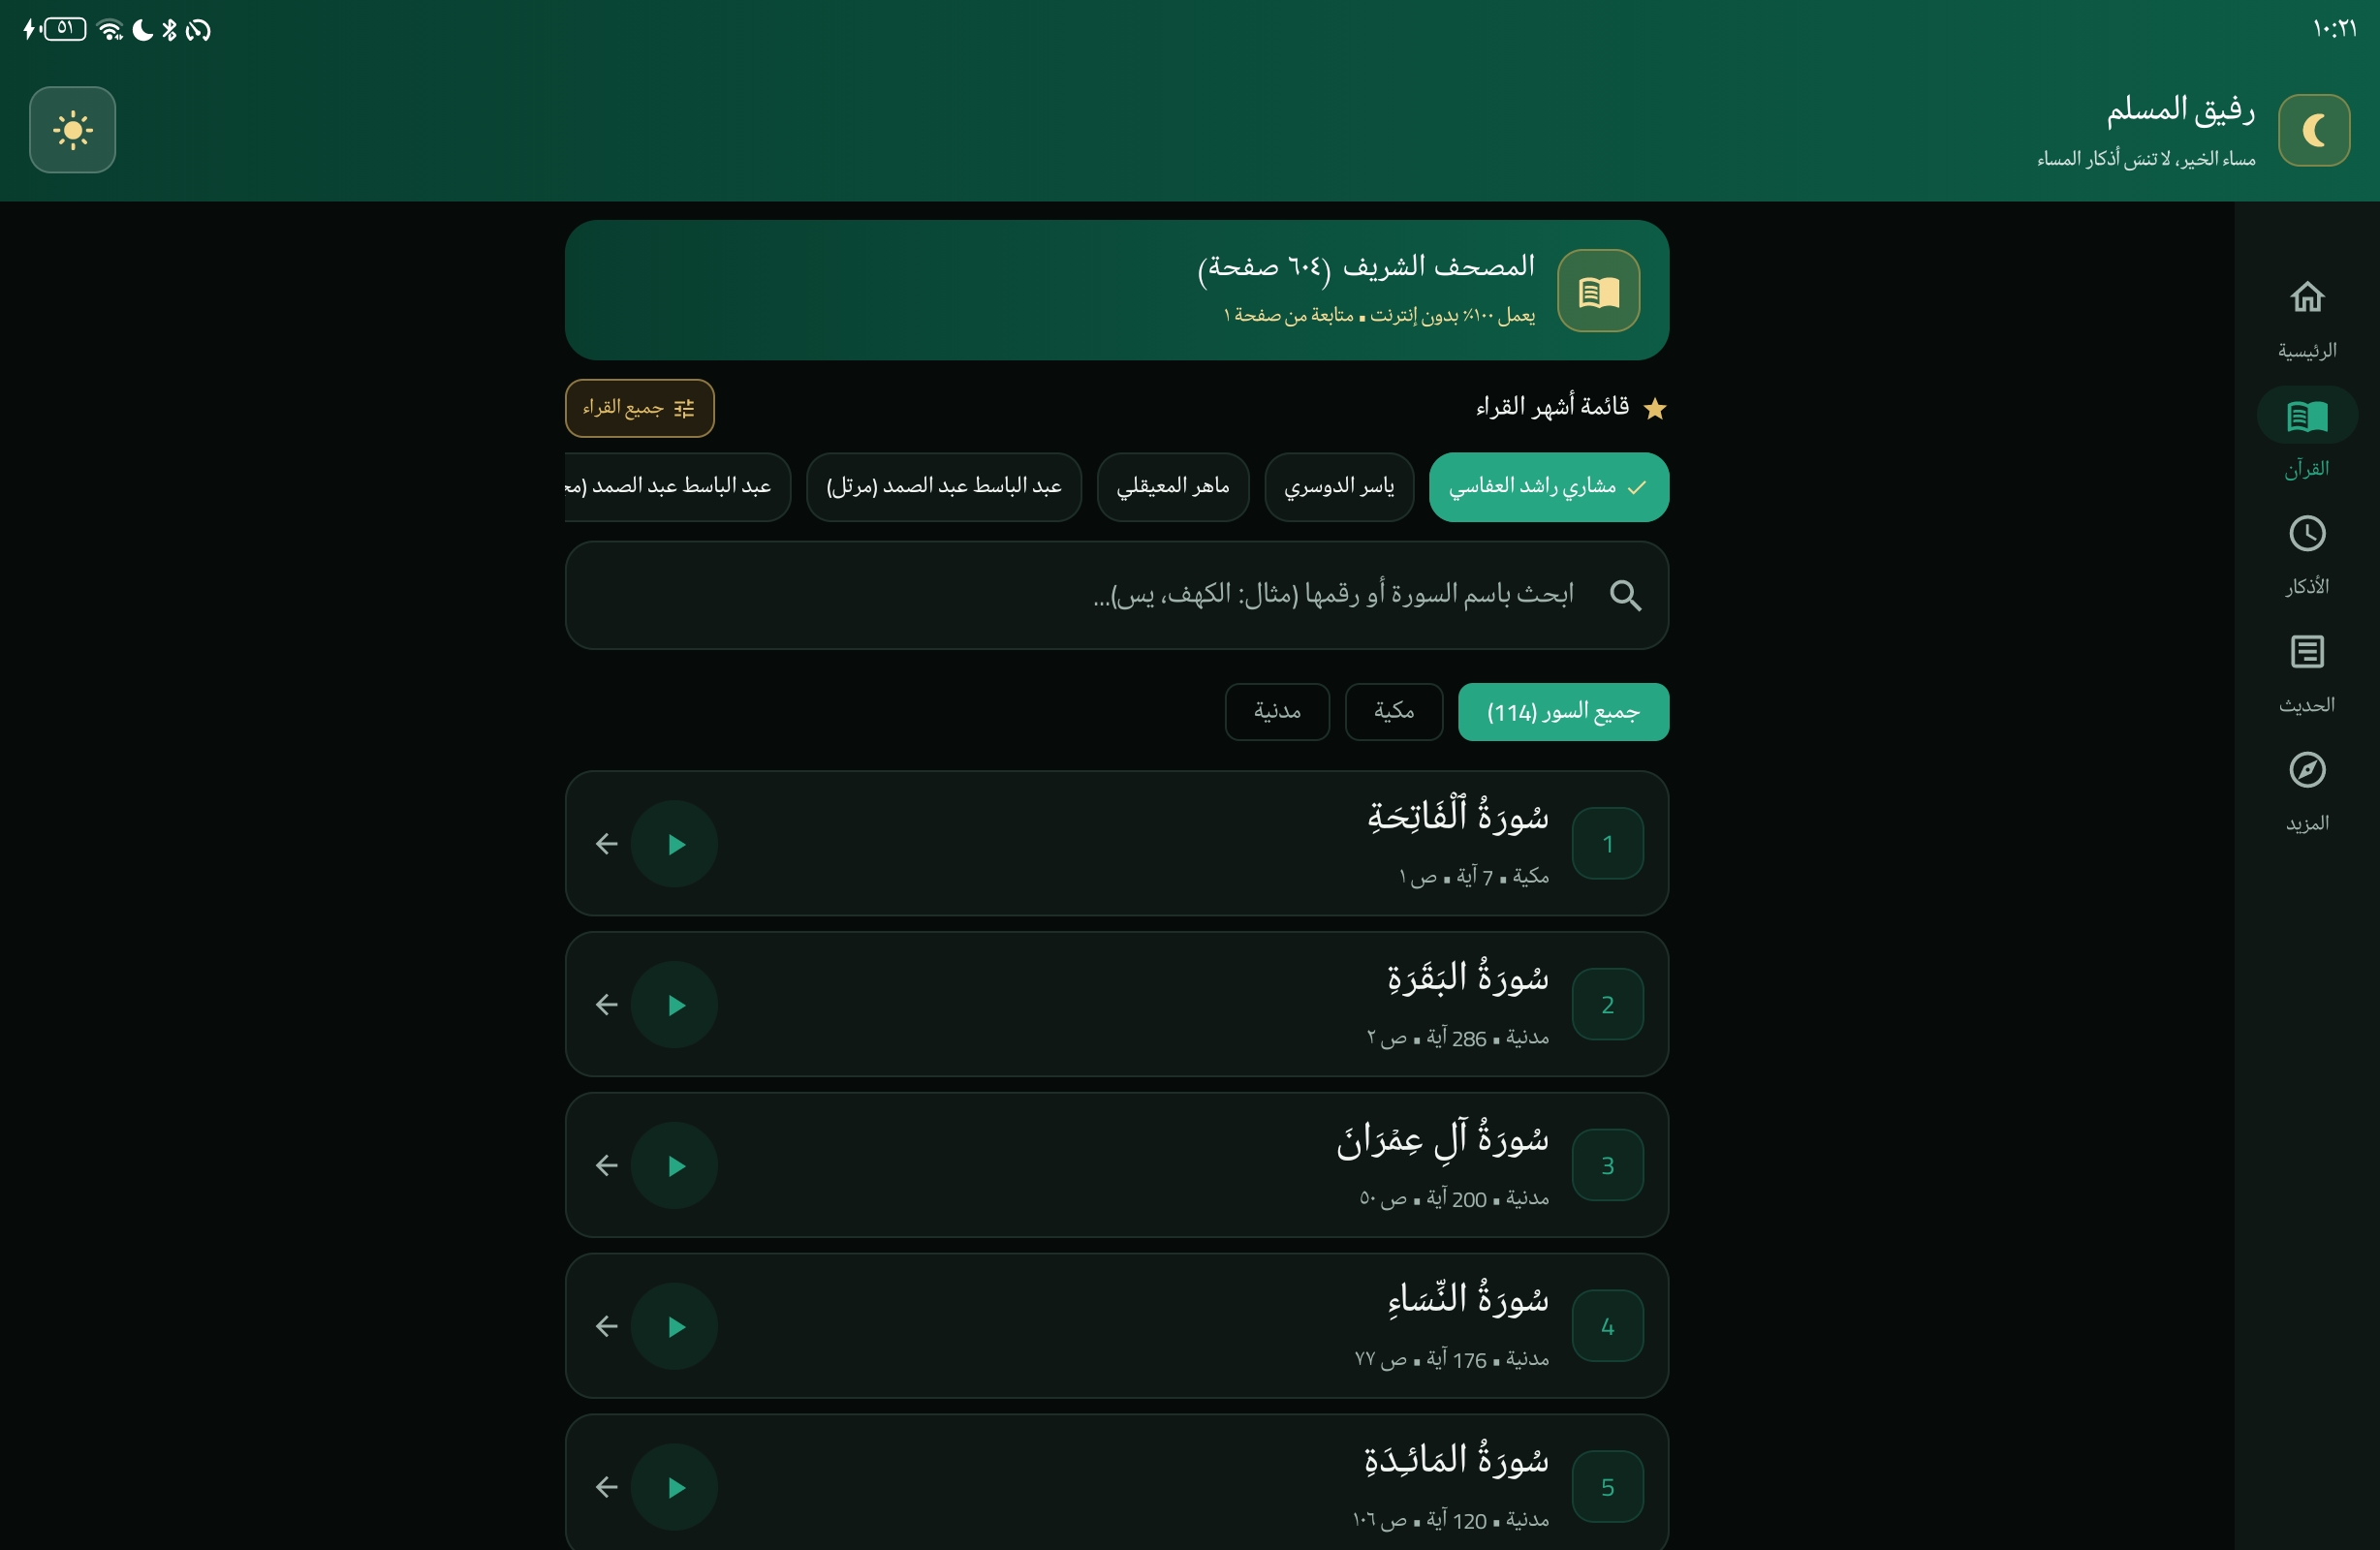 ١٠:٢١
٥١
رفيق المسلم
مساء الخير، لا تنسَ أذكار المساء
الرئيسية
القرآن
الأذكار
الحديث
المزيد
المصحف الشريف (٦٠٤ صفحة)
يعمل ١٠٠٪ بدون إنترنت • متابعة من صفحة ١
قائمة أشهر القراء
جميع القراء
مشاري راشد العفاسي
ياسر الدوسري
ماهر المعيقلي
عبد الباسط عبد الصمد (مرتل)
عبد الباسط عبد الصمد
ابحث باسم السورة أو رقمها (مثال: الكهف، يس)...
جميع السور (114)
مكية
مدنية
1
سُورَةُ ٱلْفَاتِحَةِ
مكية • 7 آية • ص ١
2
سُورَةُ البَقَرَةِ
مدنية • 286 آية • ص ٢
3
سُورَةُ آلِ عِمْرَانَ
مدنية • 200 آية • ص ٥٠
4
سُورَةُ النِّسَاءِ
مدنية • 176 آية • ص ٧٧
5
سُورَةُ المَائـِدَةِ
مدنية • 120 آية • ص ١٠٦